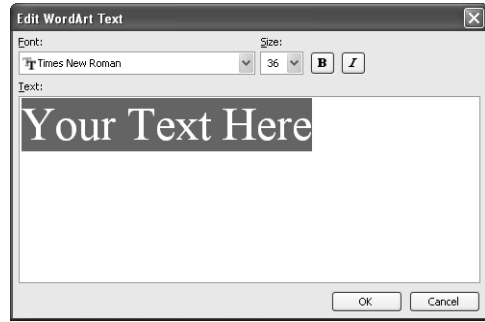 Edit WordArt Text
Font: Size:
Times New Roman 36 B I
Text:
Your Text Here
OK Cancel